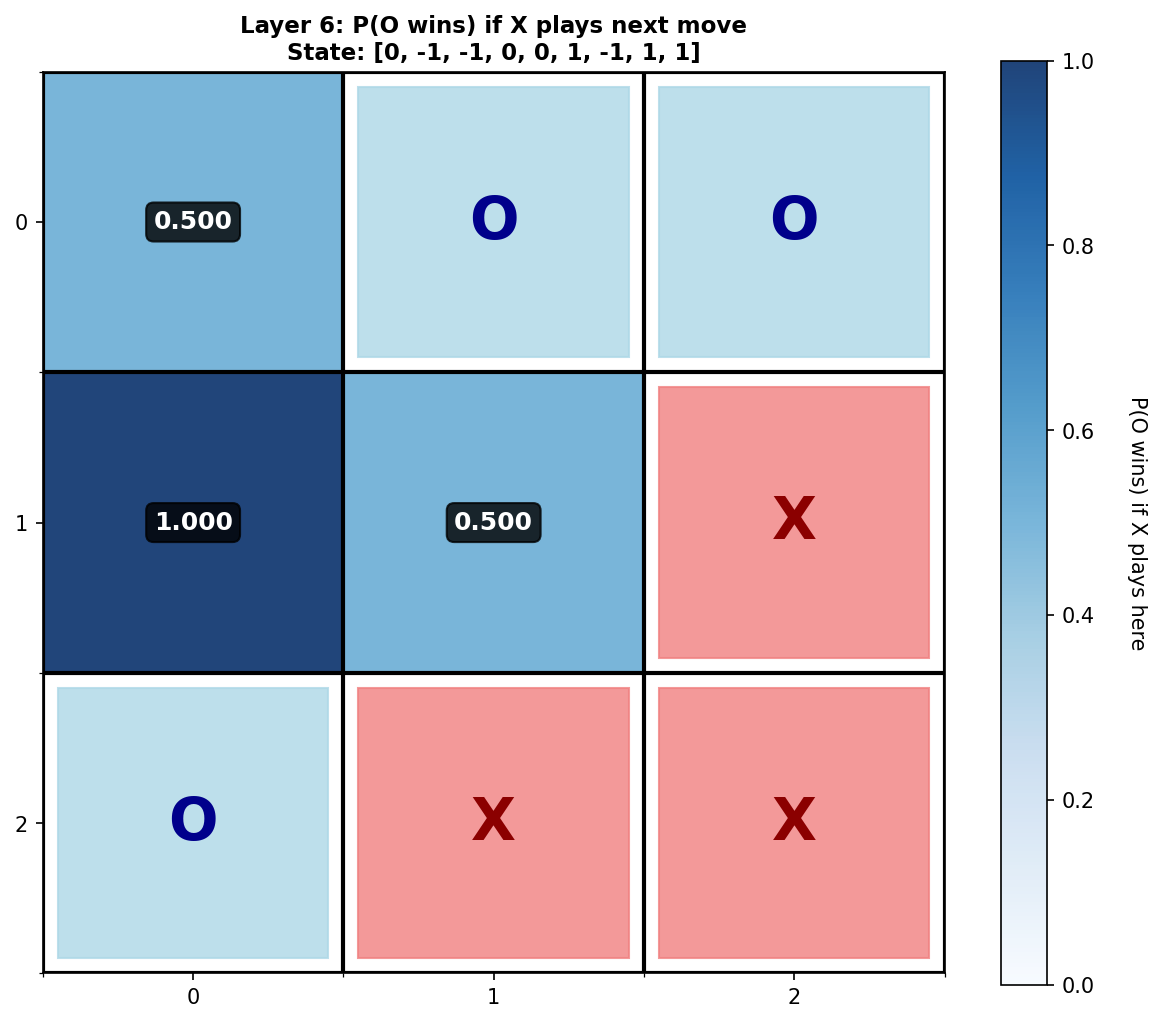 Layer 6: P(O wins) if X plays next move
State: [0, -1, -1, 0, 0, 1, -1, 1, 1]
0
0.500
O
O
1
1.000
0.500
X
2
O
X
X
0
1
2
1.0
0.8
0.6
0.4
0.2
0.0
P(O wins) if X plays here